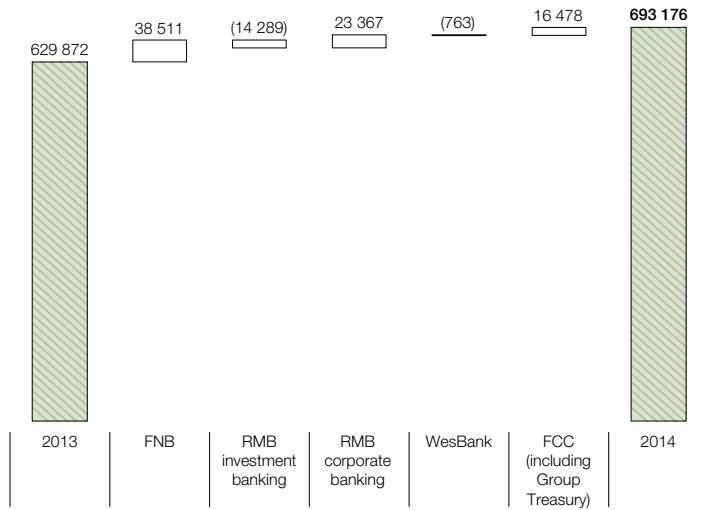 629 872
38 511
(14 289)
23 367
(763)
16 478
693 176
2013
FNB
RMB
investment
banking
RMB
corporate
banking
WesBank
FCC
(including
Group
Treasury)
2014